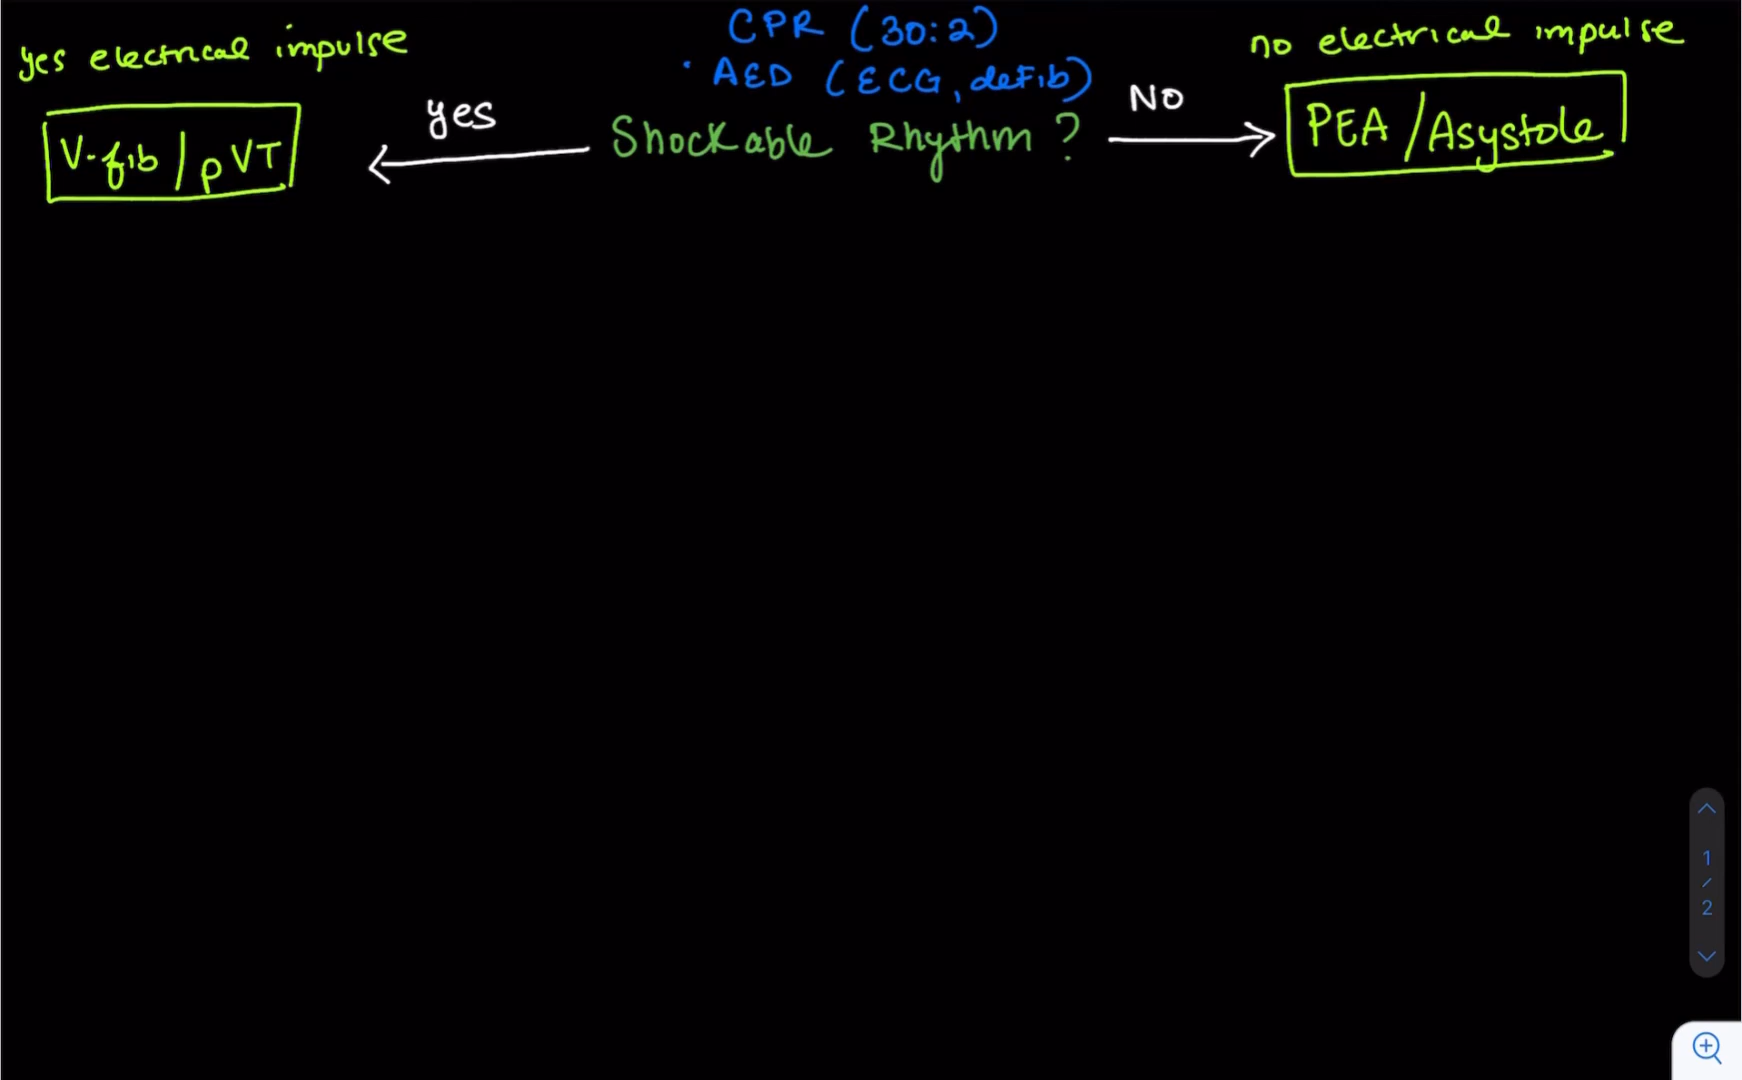 yes electrical impulse
CPR (30:2)
no electrical impulse
· AED (ECG, defib)
yes
NO
V-fib / pVT
Shockable Rhythm ?
PEA / Asystole
1
/
2